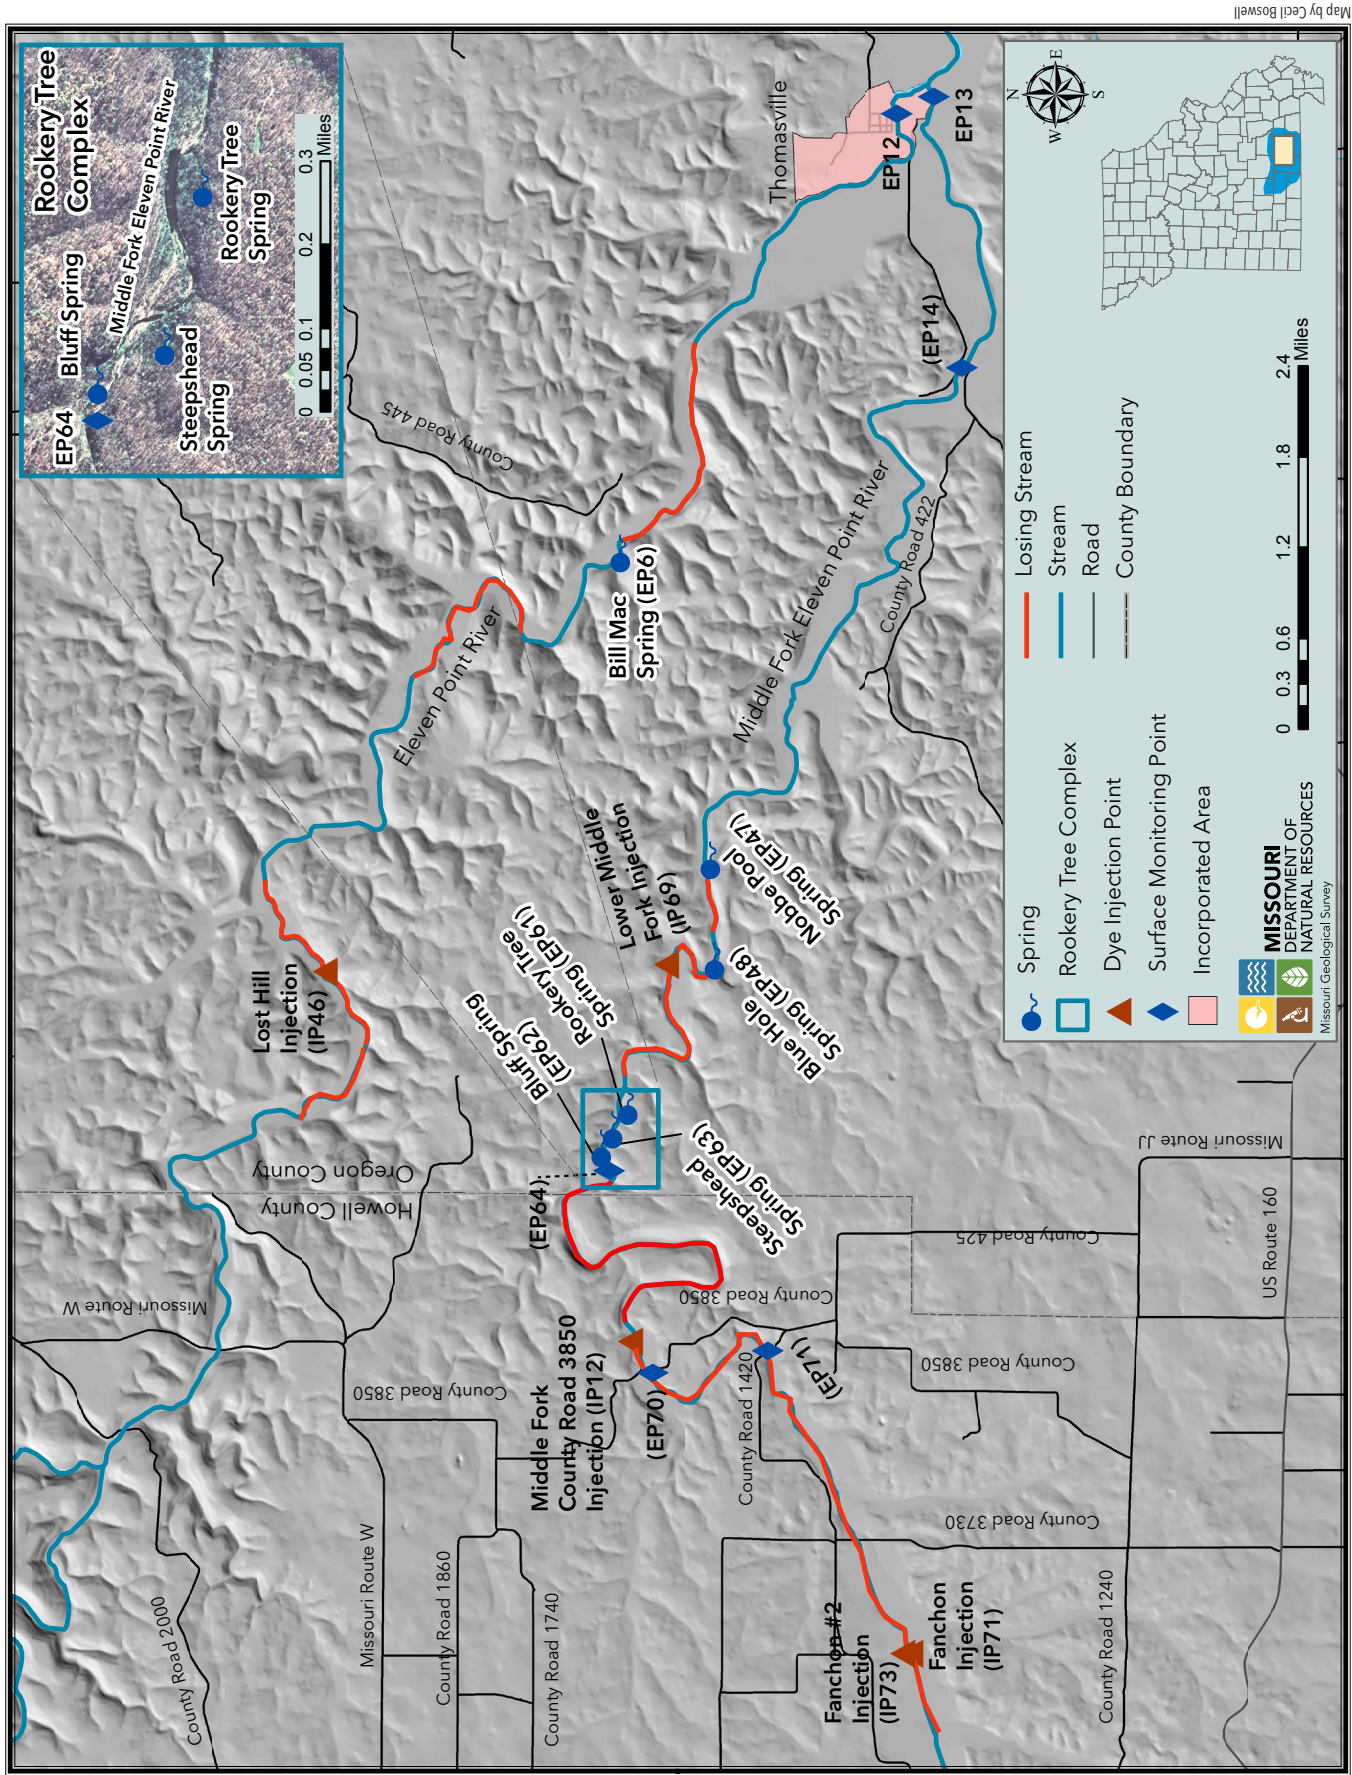 Map by Cecil Boswell
Rookery Tree
Complex
EP64
Bluff Spring
Middle Fork Eleven Point River
Steepshead
Spring
Rookery Tree
Spring
0 0.05 0.1 0.2 0.3
Miles
County Road 2000
Missouri Route W
Missouri Route W
County Road 1860
County Road 1740
County Road 3850
Howell County
Oregon County
Lost Hill
Injection
(IP46)
Eleven Point River
County Road 445
Bill Mac
Spring (EP6)
Thomasville
EP12
EP13
(EP14)
Middle Fork Eleven Point River
County Road 422
Lower Middle
Fork Injection
(IP69)
Nobbe Pool
Spring (EP47)
Blue Hole
Spring (EP48)
Rookery Tree
Spring (EP61)
Bluff Spring
(EP62)
Steepshead
Spring (EP63)
(EP64)
Middle Fork
County Road 3850
Injection (IP12)
(EP70)
County Road 3850
County Road 1420
(EP71)
County Road 425
County Road 3850
County Road 3730
Fanchon #2
Injection
(IP73)
Fanchon
Injection
(IP71)
County Road 1240
US Route 160
Missouri Route JJ
Spring
Rookery Tree Complex
Dye Injection Point
Surface Monitoring Point
Incorporated Area
Losing Stream
Stream
Road
County Boundary
N
W E
S
0 0.3 0.6 1.2 1.8 2.4
Miles
MISSOURI
DEPARTMENT OF
NATURAL RESOURCES
Missouri Geological Survey